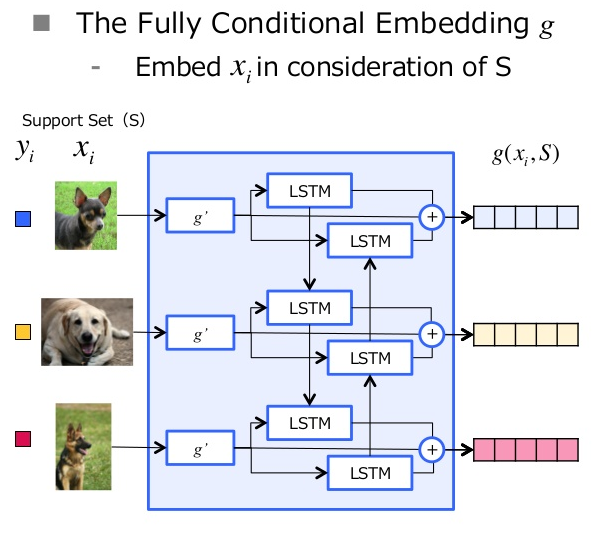 The Fully Conditional Embedding g
- Embed xᵢ in consideration of S
Support Set (S)
yᵢ xᵢ
g(xᵢ,S)
LSTM
g'
+
LSTM
LSTM
g'
+
LSTM
LSTM
g'
+
LSTM